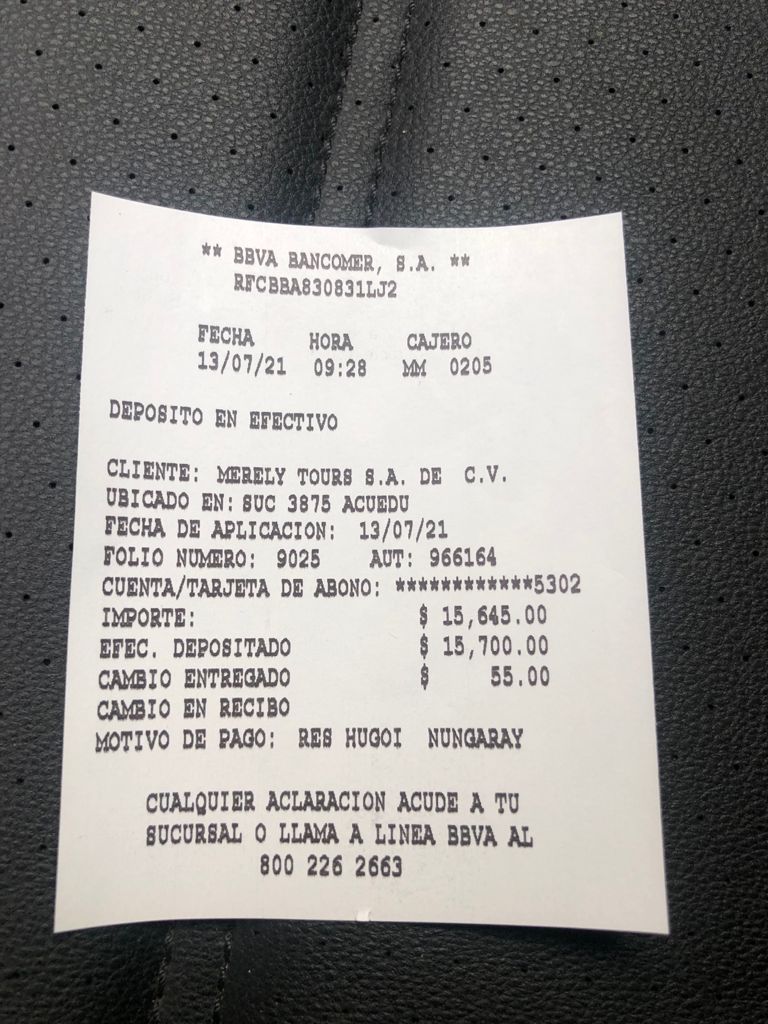 ** BBVA BANCOMER, S.A. **
RFCBBA830831LJ2
FECHA HORA CAJERO
13/07/21 09:28 MM 0205
DEPOSITO EN EFECTIVO
CLIENTE: MERELY TOURS S.A. DE C.V.
UBICADO EN: SUC 3875 ACUEDU
FECHA DE APLICACION: 13/07/21
FOLIO NUMERO: 9025 AUT: 966164
CUENTA/TARJETA DE ABONO: ************5302
IMPORTE: $ 15,645.00
EFEC. DEPOSITADO $ 15,700.00
CAMBIO ENTREGADO $ 55.00
CAMBIO EN RECIBO
MOTIVO DE PAGO: RES HUGOI NUNGARAY
CUALQUIER ACLARACION ACUDE A TU
SUCURSAL O LLAMA A LINEA BBVA AL
800 226 2663